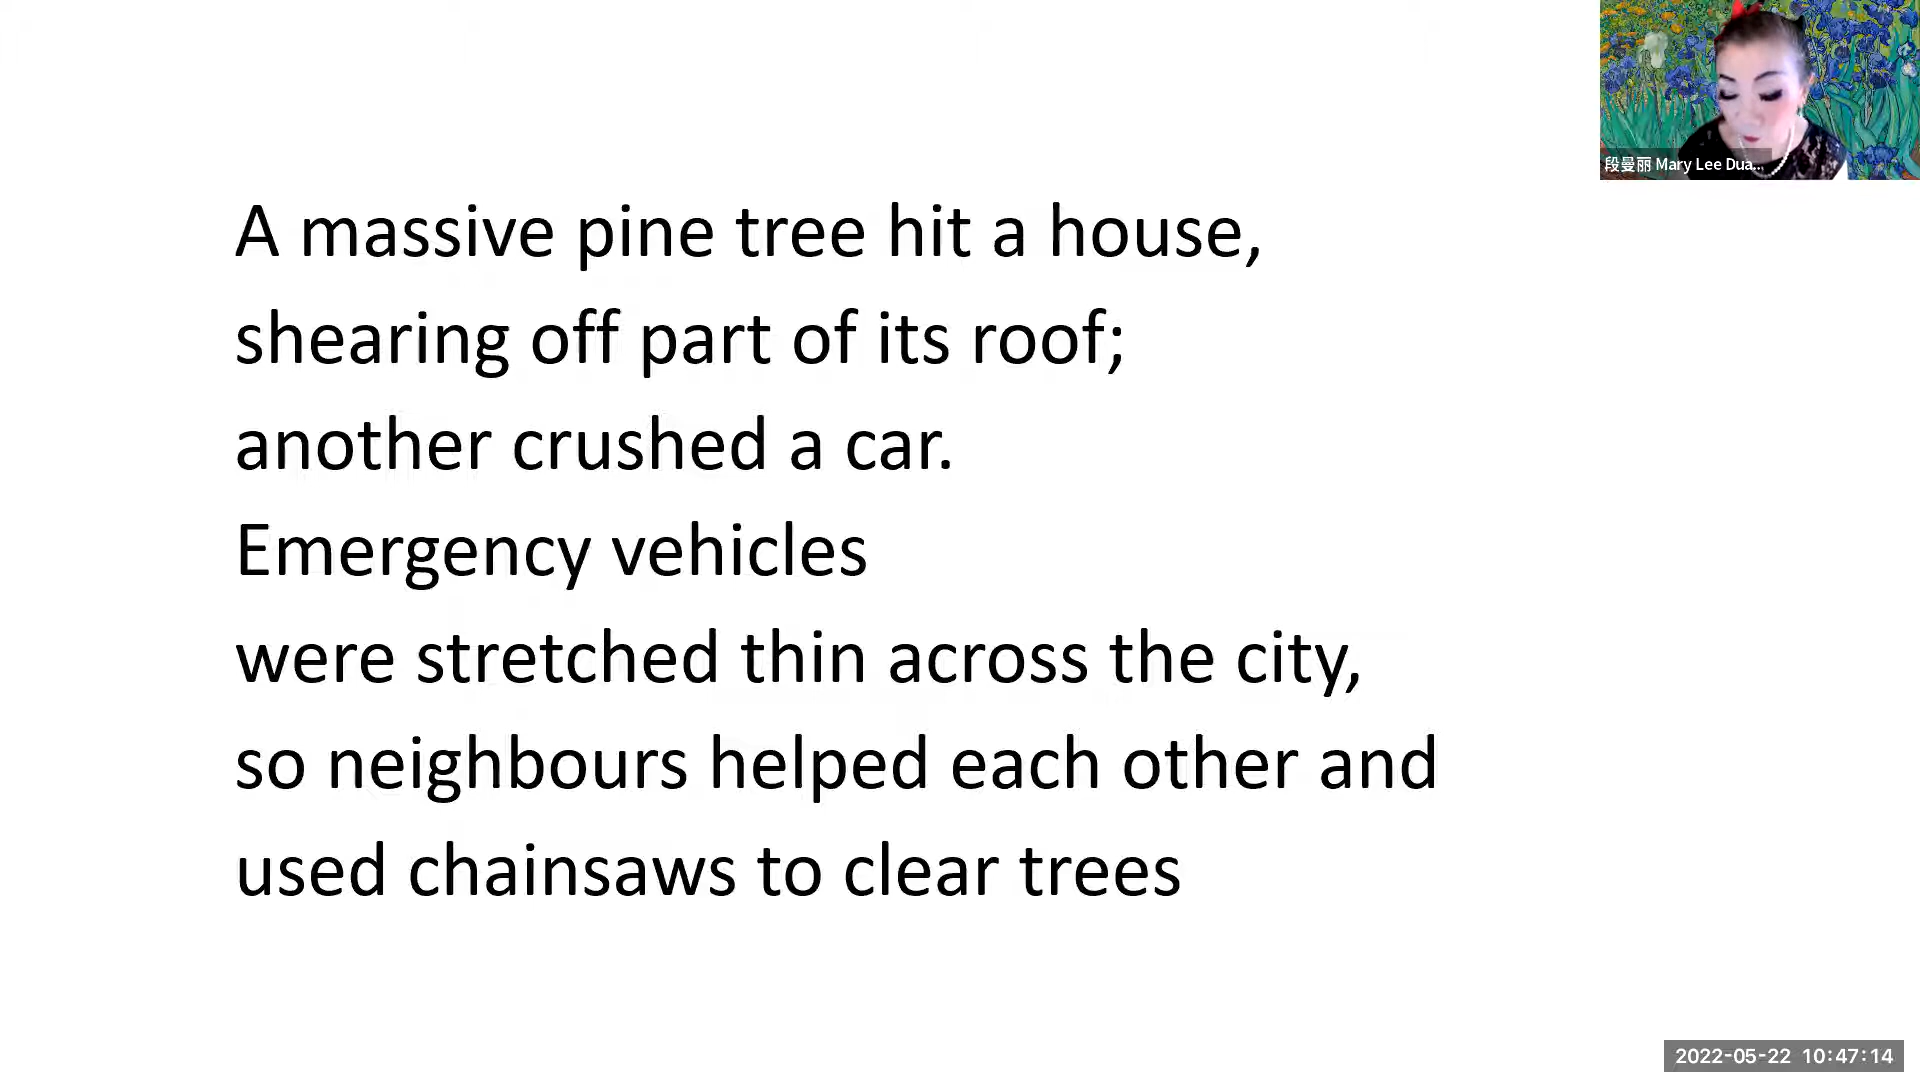 A massive pine tree hit a house,
shearing off part of its roof;
another crushed a car.
Emergency vehicles
were stretched thin across the city,
so neighbours helped each other and
used chainsaws to clear trees
段曼丽 Mary Lee Dua...
2022-05-22 10:47:14